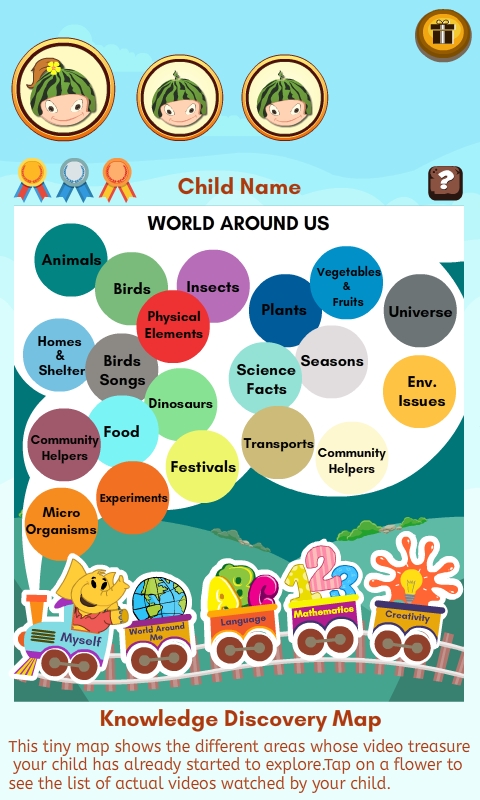 Child Name
?
WORLD AROUND US
Animals
Birds
Insects
Vegetables
&
Fruits
Plants
Universe
Physical
Elements
Homes
&
Shelter
Birds
Songs
Science
Facts
Seasons
Env.
Issues
Dinosaurs
Community
Helpers
Food
Transports
Community
Helpers
Festivals
Experiments
Micro
Organisms
ABC
123
Myself
World Around
Me
Language
Mathematics
Creativity
Knowledge Discovery Map
This tiny map shows the different areas whose video treasure
your child has already started to explore.Tap on a flower to
see the list of actual videos watched by your child.